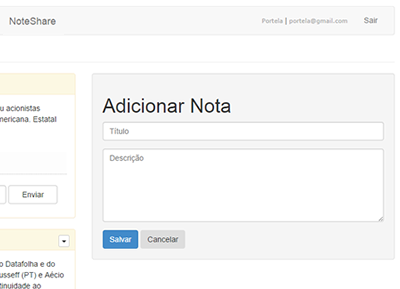 NoteShare
Portela | portela@gmail.com
Sair
u acionistas
mericana. Estatal
Enviar
o Datafolha e do
usseff (PT) e Aécio
tinuidade ao
Adicionar Nota
Título
Descrição
Salvar
Cancelar